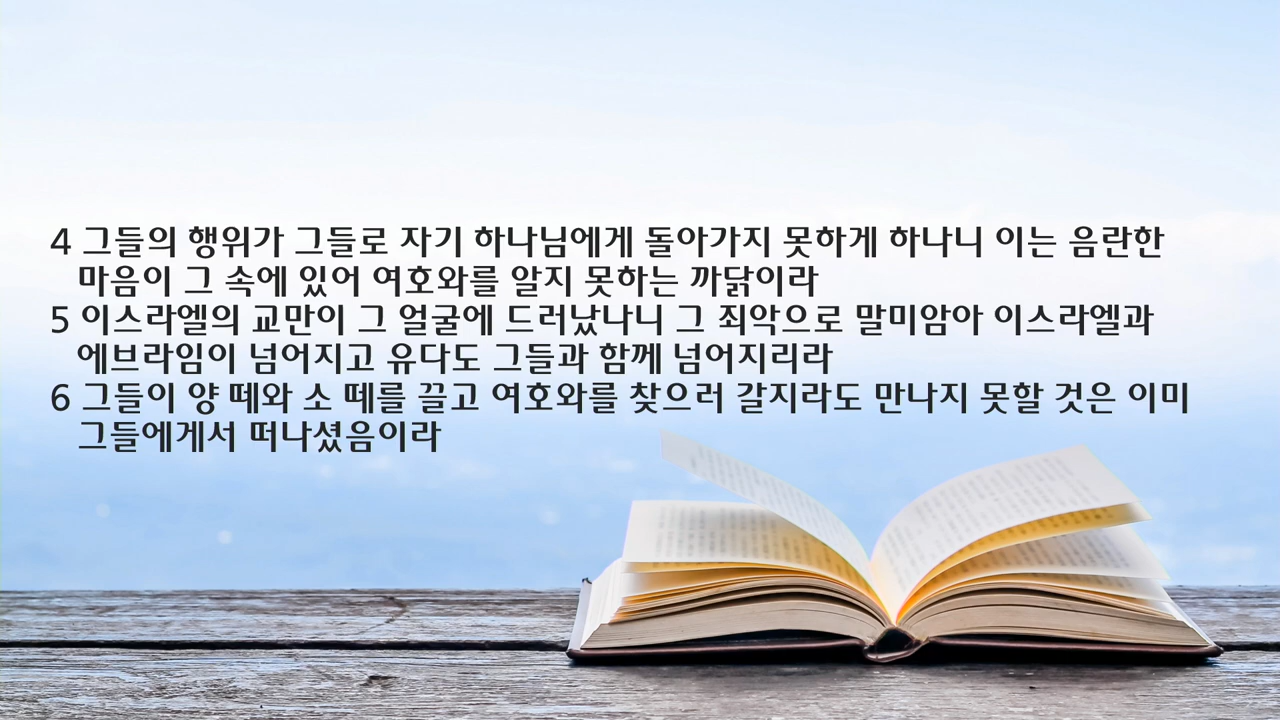 4 그들의 행위가 그들로 자기 하나님에게 돌아가지 못하게 하나니 이는 음란한
마음이 그 속에 있어 여호와를 알지 못하는 까닭이라
5 이스라엘의 교만이 그 얼굴에 드러났나니 그 죄악으로 말미암아 이스라엘과
에브라임이 넘어지고 유다도 그들과 함께 넘어지리라
6 그들이 양 떼와 소 떼를 끌고 여호와를 찾으러 갈지라도 만나지 못할 것은 이미
그들에게서 떠나셨음이라